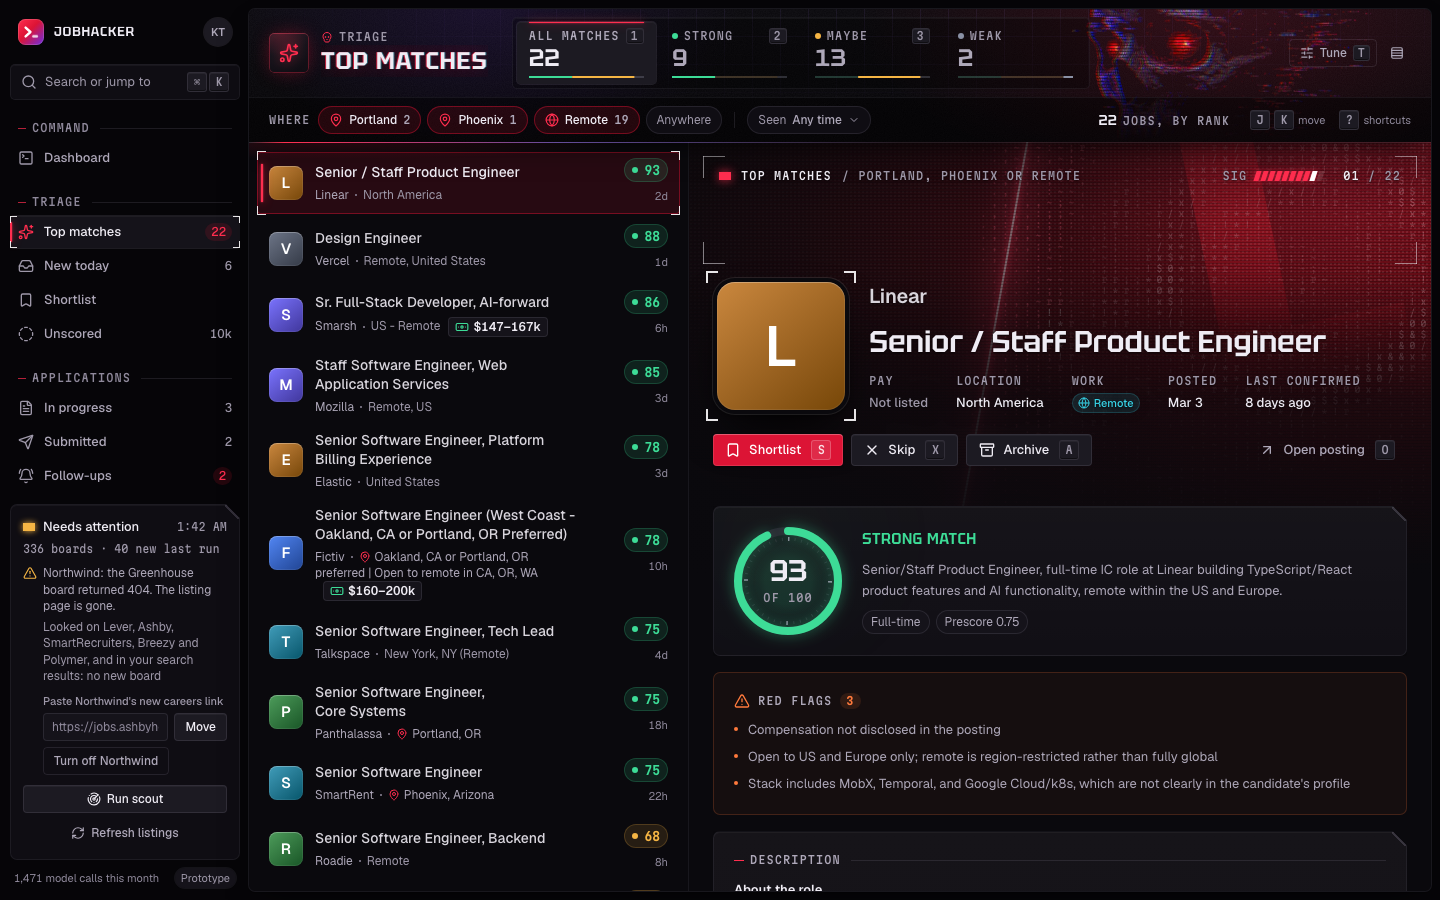 JOBHACKER
KT
Search or jump to ⌘ K
COMMAND
Dashboard
TRIAGE
Top matches 22
New today 6
Shortlist
Unscored 10k
APPLICATIONS
In progress 3
Submitted 2
Follow-ups 2
Needs attention 1:42 AM
336 boards · 40 new last run
Northwind: the Greenhouse
board returned 404. The listing
page is gone.
Looked on Lever, Ashby,
SmartRecruiters, Breezy and
Polymer, and in your search
results: no new board
Paste Northwind's new careers link
https://jobs.ashbyh Move
Turn off Northwind
Run scout
Refresh listings
1,471 model calls this month Prototype
TRIAGE
TOP MATCHES
ALL MATCHES 1
22
STRONG 2
9
MAYBE 3
13
WEAK
2
Tune T
WHERE Portland 2 Phoenix 1 Remote 19 Anywhere Seen Any time
22 JOBS, BY RANK J K move ? shortcuts
L
Senior / Staff Product Engineer 93
Linear · North America 2d
V
Design Engineer 88
Vercel · Remote, United States 1d
S
Sr. Full-Stack Developer, AI-forward 86
Smarsh · US - Remote $147–167k 6h
M
Staff Software Engineer, Web
Application Services 85
Mozilla · Remote, US 3d
E
Senior Software Engineer, Platform
Billing Experience 78
Elastic · United States 3d
F
Senior Software Engineer (West Coast -
Oakland, CA or Portland, OR Preferred) 78
Fictiv · Oakland, CA or Portland, OR
preferred | Open to remote in CA, OR, WA 10h
$160–200k
T
Senior Software Engineer, Tech Lead 75
Talkspace · New York, NY (Remote) 4d
P
Senior Software Engineer,
Core Systems 75
Panthalassa · Portland, OR 18h
S
Senior Software Engineer 75
SmartRent · Phoenix, Arizona 22h
R
Senior Software Engineer, Backend 68
Roadie · Remote 8h
TOP MATCHES / PORTLAND, PHOENIX OR REMOTE
SIG 01 / 22
L
Linear
Senior / Staff Product Engineer
PAY LOCATION WORK POSTED LAST CONFIRMED
Not listed North America Remote Mar 3 8 days ago
Shortlist S Skip X Archive A Open posting O
93
OF 100
STRONG MATCH
Senior/Staff Product Engineer, full-time IC role at Linear building TypeScript/React
product features and AI functionality, remote within the US and Europe.
Full-time Prescore 0.75
RED FLAGS 3
Compensation not disclosed in the posting
Open to US and Europe only; remote is region-restricted rather than fully global
Stack includes MobX, Temporal, and Google Cloud/k8s, which are not clearly in the candidate's profile
DESCRIPTION
About the role